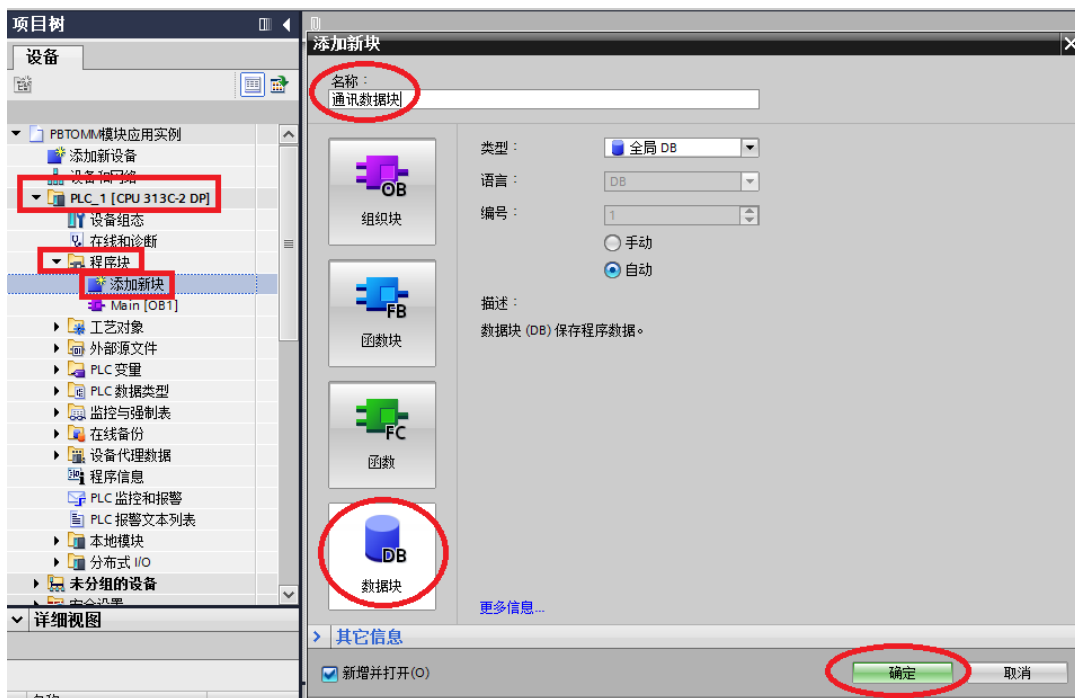 项目树
设备
PBTOMM模块应用实例
添加新设备
设备和网络
PLC_1 [CPU 313C-2 DP]
设备组态
在线和诊断
程序块
添加新块
Main [OB1]
工艺对象
外部源文件
PLC 变量
PLC 数据类型
监控与强制表
在线备份
设备代理数据
程序信息
PLC 监控和报警
PLC 报警文本列表
本地模块
分布式 I/O
未分组的设备
安全设置
详细视图
名称
添加新块
名称：
通讯数据块
OB
组织块
FB
函数块
FC
函数
DB
数据块
类型：
全局 DB
语言：
DB
编号：
1
手动
自动
描述：
数据块 (DB) 保存程序数据。
更多信息...
其它信息
新增并打开(O)
确定
取消